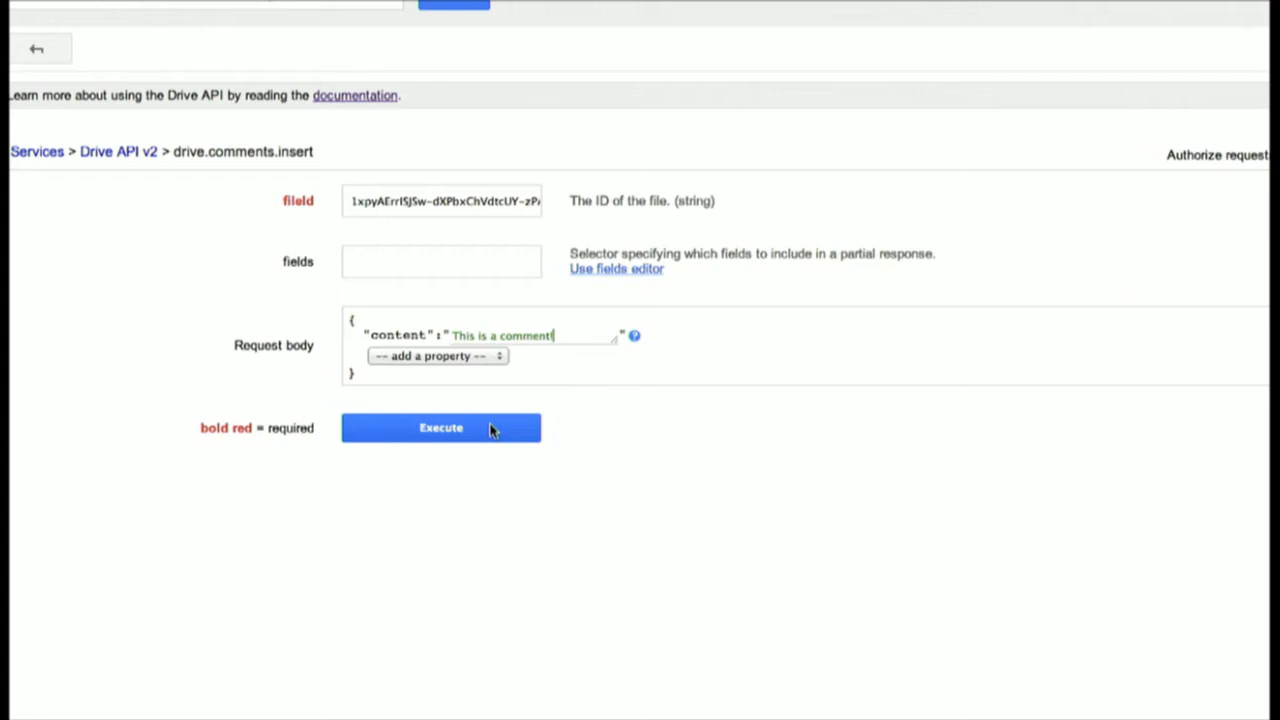 Learn more about using the Drive API by reading the documentation.
Services > Drive API v2 > drive.comments.insert
Authorize request
fileId
The ID of the file. (string)
fields
Selector specifying which fields to include in a partial response.
Use fields editor
Request body
{
"content":"This is a comment!"
-- add a property --
}
bold red = required
Execute